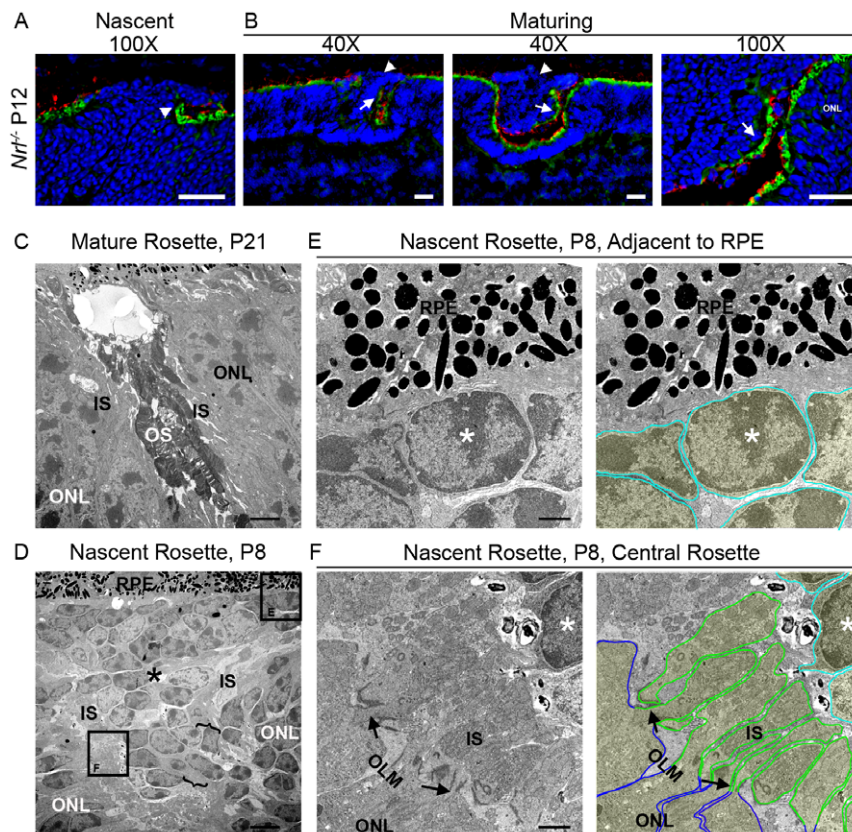 A Nascent B Maturing
100X 40X 40X 100X
Nrl-/- P12
ONL
C Mature Rosette, P21
E Nascent Rosette, P8, Adjacent to RPE
ONL
IS
IS
OS
ONL
RPE
*
RPE
*
D Nascent Rosette, P8
F Nascent Rosette, P8, Central Rosette
RPE
E
*
IS
IS
ONL
F
ONL
*
IS
OLM
ONL
*
IS
OLM
ONL